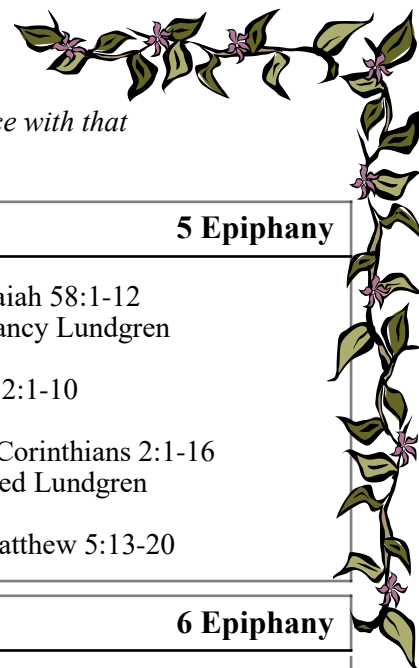 ce with that
5 Epiphany
aiah 58:1-12
ancy Lundgren
2:1-10
Corinthians 2:1-16
ed Lundgren
atthew 5:13-20
6 Epiphany